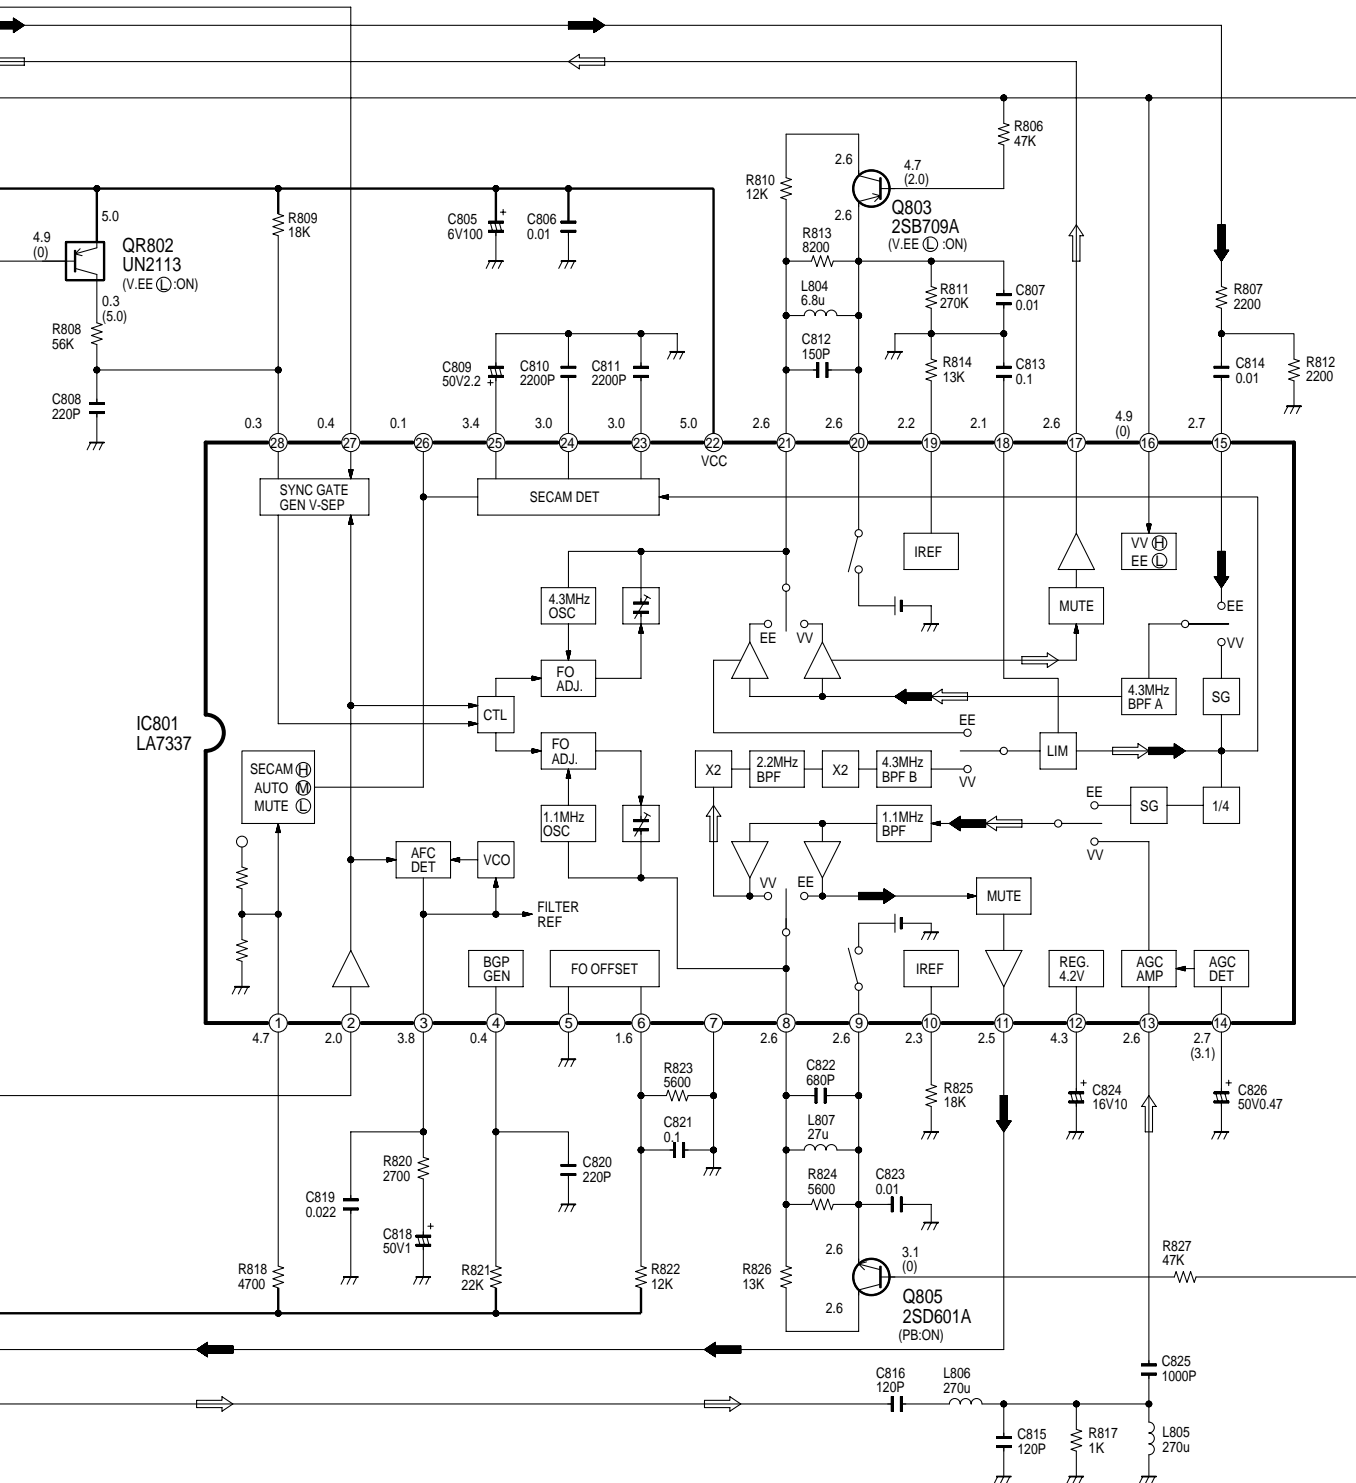 R806
47K
2.6
4.7
(2.0)
R810
12K
Q803
2SB709A
(V.EE Ⓛ :ON)
2.6
5.0
4.9
(0)
QR802
UN2113
(V.EE Ⓛ:ON)
R809
18K
C805
6V100
+
C806
0.01
R813
8200
0.3
(5.0)
L804
6.8u
R811
270K
C807
0.01
R807
2200
R808
56K
C812
150P
C809
50V2.2
+
C810
2200P
C811
2200P
R814
13K
C813
0.1
C814
0.01
R812
2200
C808
220P
0.3
0.4
0.1
3.4
3.0
3.0
5.0
2.6
2.6
2.2
2.1
2.6
4.9
(0)
2.7
28
27
26
25
24
23
22
21
20
19
18
17
16
15
VCC
SYNC GATE
GEN V-SEP
SECAM DET
IREF
VV Ⓗ
EE Ⓛ
4.3MHz
OSC
MUTE
EE
EE
VV
VV
FO
ADJ.
CTL
4.3MHz
BPF A
SG
IC801
LA7337
EE
FO
ADJ.
LIM
SECAM Ⓗ
AUTO Ⓜ
MUTE Ⓛ
X2
2.2MHz
BPF
X2
4.3MHz
BPF B
VV
EE
SG
1/4
1.1MHz
OSC
1.1MHz
BPF
AFC
DET
VCO
VV
VV
EE
MUTE
FILTER
REF
BGP
GEN
FO OFFSET
IREF
REG.
4.2V
AGC
AMP
AGC
DET
1
2
3
4
5
6
7
8
9
10
11
12
13
14
4.7
2.0
3.8
0.4
1.6
2.6
2.6
2.3
2.5
4.3
2.6
2.7
(3.1)
R823
5600
C822
680P
R825
18K
+
C824
16V10
+
C826
50V0.47
C821
0.1
L807
27u
R820
2700
C820
220P
R824
5600
C823
0.01
C819
0.022
C818
50V1
+
2.6
3.1
(0)
R827
47K
R818
4700
R821
22K
R822
12K
R826
13K
Q805
2SD601A
(PB:ON)
2.6
C816
120P
L806
270u
C825
1000P
C815
120P
R817
1K
L805
270u